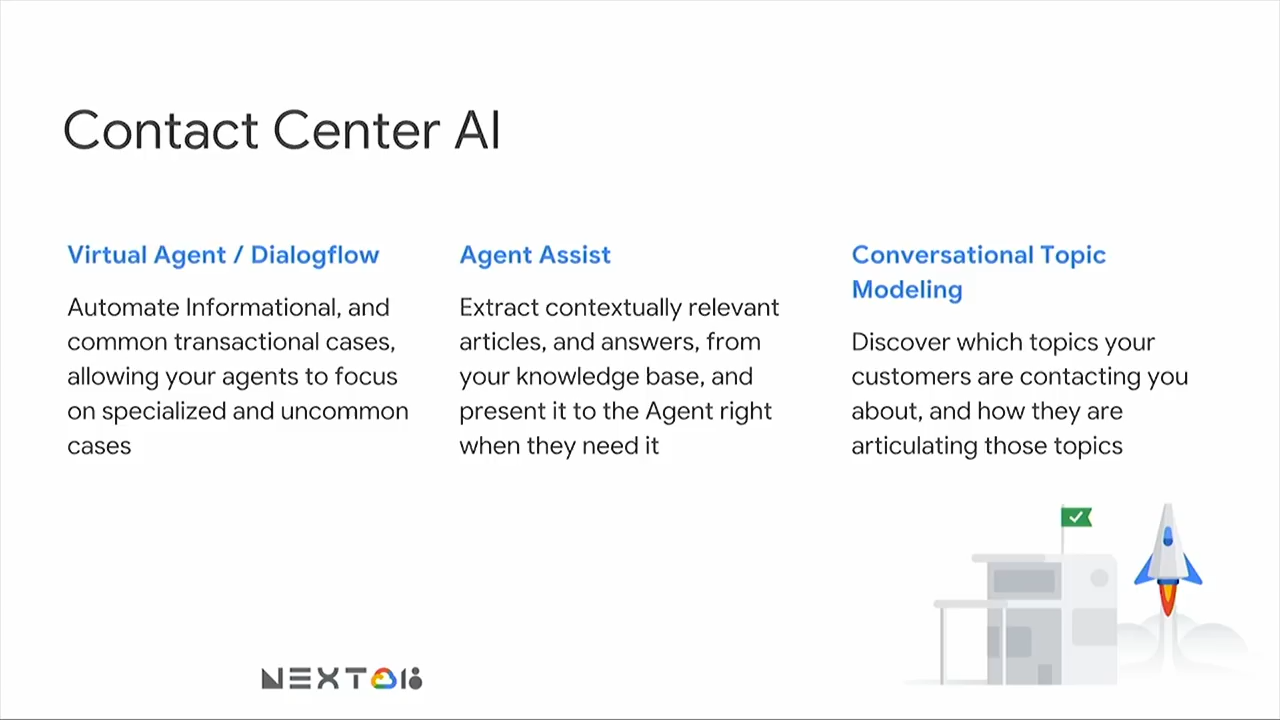 Contact Center AI
Virtual Agent / Dialogflow
Automate Informational, and
common transactional cases,
allowing your agents to focus
on specialized and uncommon
cases
Agent Assist
Extract contextually relevant
articles, and answers, from
your knowledge base, and
present it to the Agent right
when they need it
Conversational Topic
Modeling
Discover which topics your
customers are contacting you
about, and how they are
articulating those topics
NEXT 18